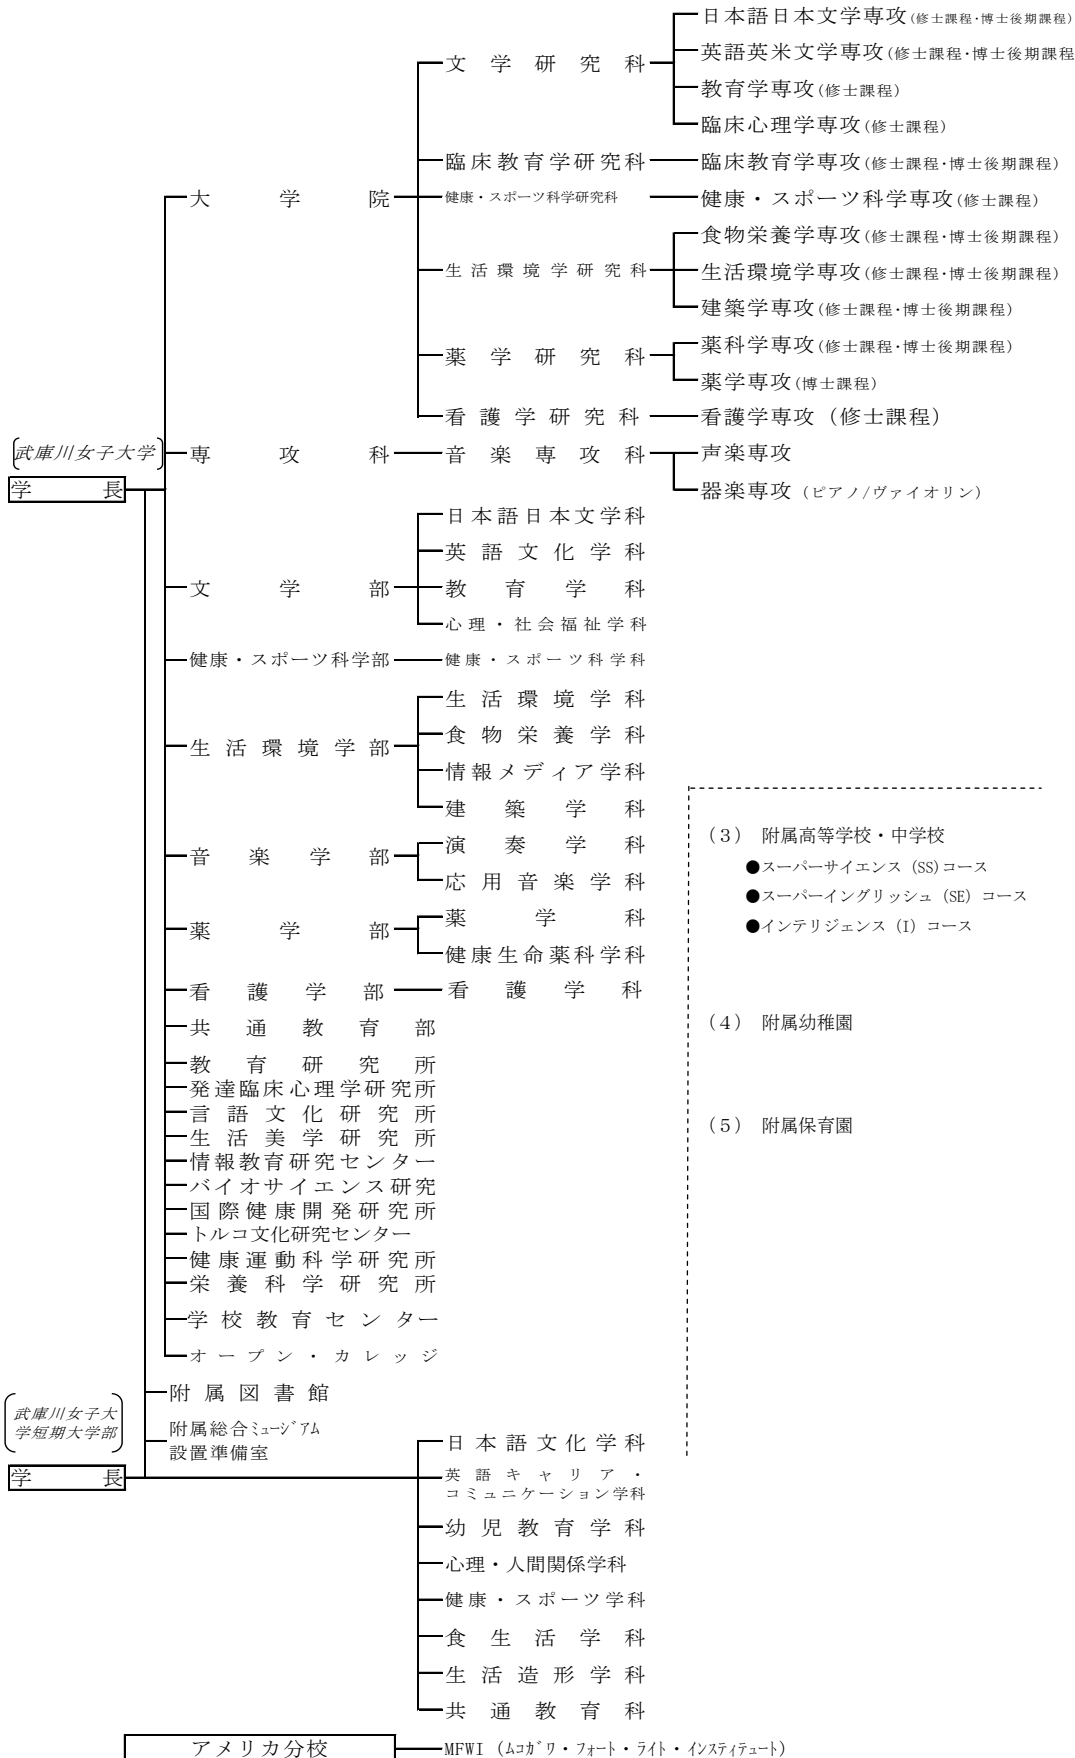 日本語日本文学専攻(修士課程・博士後期課程)
英語英米文学専攻(修士課程・博士後期課程
文学研究科
教育学専攻(修士課程)
臨床心理学専攻(修士課程)
臨床教育学研究科
臨床教育学専攻(修士課程・博士後期課程)
大学院
健康・スポーツ科学研究科
健康・スポーツ科学専攻(修士課程)
食物栄養学専攻(修士課程・博士後期課程)
生活環境学研究科
生活環境学専攻(修士課程・博士後期課程)
建築学専攻(修士課程・博士後期課程)
薬学研究科
薬科学専攻(修士課程・博士後期課程)
薬学専攻(博士課程)
看護学研究科
看護学専攻(修士課程)
武庫川女子大学
専攻科
音楽専攻科
声楽専攻
学長
器楽専攻(ピアノ/ヴァイオリン)
日本語日本文学科
英語文化学科
文学部
教育学科
心理・社会福祉学科
健康・スポーツ科学部
健康・スポーツ科学科
生活環境学科
食物栄養学科
生活環境学部
情報メディア学科
建築学科
音楽学部
演奏学科
応用音楽学科
薬学部
薬学科
健康生命薬科学科
看護学部
看護学科
共通教育部
教育研究所
発達臨床心理学研究所
言語文化研究所
生活美学研究所
情報教育研究センター
バイオサイエンス研究
国際健康開発研究所
トルコ文化研究センター
健康運動科学研究所
栄養科学研究所
学校教育センター
オープン・カレッジ
附属図書館
附属総合ミュージアム
設置準備室
(3) 附属高等学校・中学校
●スーパーサイエンス(SS)コース
●スーパーイングリッシュ(SE)コース
●インテリジェンス(I)コース
(4) 附属幼稚園
(5) 附属保育園
武庫川女子大
学短期大学部
学長
日本語文化学科
英語キャリア・
コミュニケーション学科
幼児教育学科
心理・人間関係学科
健康・スポーツ学科
食生活学科
生活造形学科
共通教育科
アメリカ分校
MFWI(ムコガワ・フォート・ライト・インスティテュート)